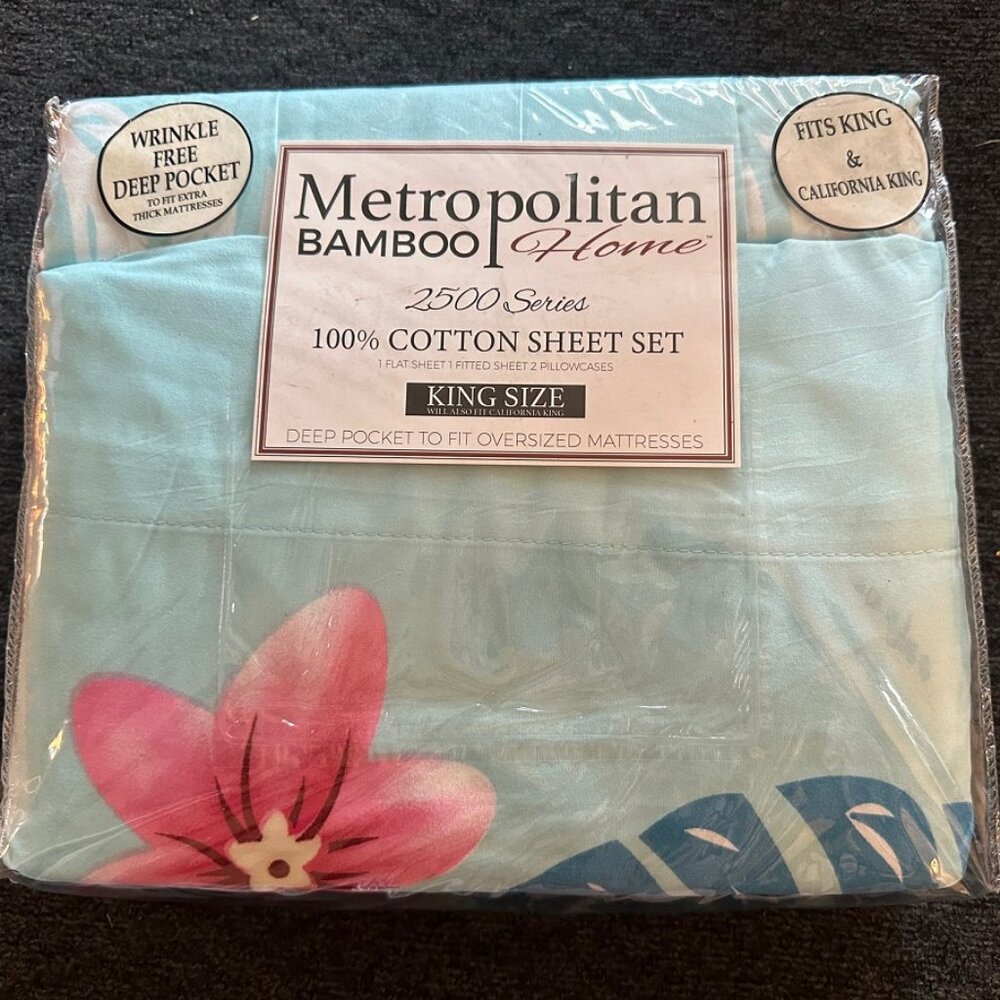 WRINKLE
FREE
DEEP POCKET
TO FIT EXTRA
THICK MATTRESSES
FITS KING
&
CALIFORNIA KING
Metropolitan
BAMBOO Home™
2500 Series
100% COTTON SHEET SET
1 FLAT SHEET 1 FITTED SHEET 2 PILLOWCASES
KING SIZE
WILL ALSO FIT CALIFORNIA KING
DEEP POCKET TO FIT OVERSIZED MATTRESSES